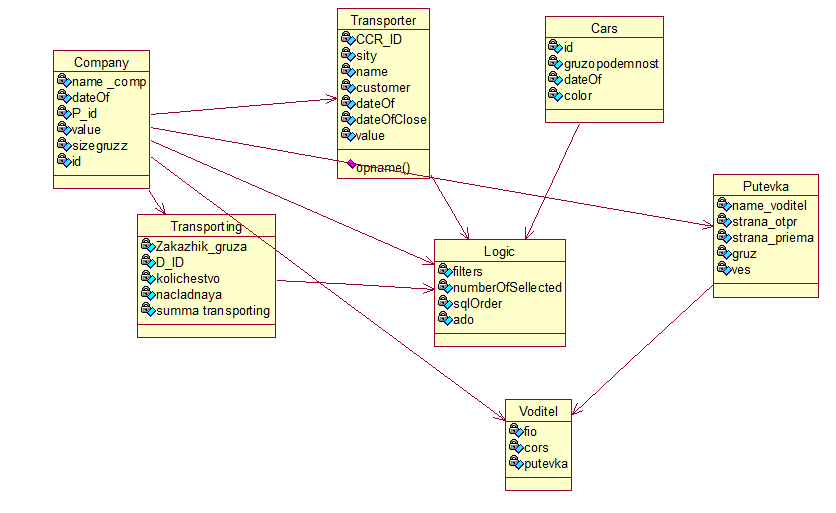 Company
name _comp
dateOf
P_id
value
sizegruzz
id
Transporter
CCR_ID
sity
name
customer
dateOf
dateOfClose
value
opname()
Cars
id
gruzopodemnost
dateOf
color
Putevka
name_voditel
strana_otpr
strana_priema
gruz
ves
Transporting
Zakazhik_gruza
D_ID
kolichestvo
nacladnaya
summa transporting
Logic
filters
numberOfSellected
sqlOrder
ado
Voditel
fio
cors
putevka